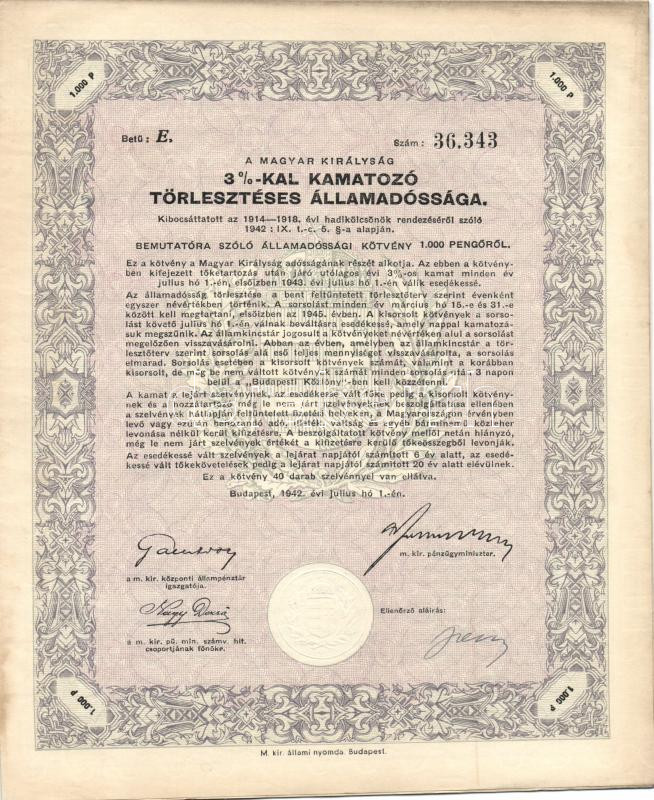 1.000 P
1.000 P
Betű : E.
Szám : 36.343
A MAGYAR KIRÁLYSÁG
3%-KAL KAMATOZÓ
TÖRLESZTÉSES ÁLLAMADÓSSÁGA.
Kibocsáttatott az 1914—1918. évi hadikölcsönök rendezéséről szóló
1942 : IX. t.-c. 5. §-a alapján.
BEMUTATÓRA SZÓLÓ ÁLLAMADÓSSÁGI KÖTVÉNY 1.000 PENGŐRŐL.
Ez a kötvény a Magyar Királyság adósságának részét alkotja. Az ebben a kötvény-
ben kifejezett tőketartozás után járó utólagos évi 3%-os kamat minden év
július hó 1.-én, elsőízben 1943. évi július hó 1.-én válik esedékessé.
Az államadósság törlesztése a bent feltüntetett törlesztőterv szerint évenként
egyszer névértékben történik. A sorsolást minden év március hó 15.-e és 31.-e
között kell megtartani, elsőízben az 1945. évben. A kisorsolt kötvények a sorso-
lást követő július hó 1.-én válnak beváltásra esedékessé, amely nappal kamatozá-
suk megszűnik. Az államkincstár jogosult a kötvényeket névértéken alul a sorsolást
megelőzően visszavásárolni. Abban az évben, amelyben az államkincstár a tör-
lesztőterv szerint sorsolás alá eső teljes mennyiséget visszavásárolta, a sorsolás
elmarad. Sorsolás esetében a kisorsolt kötvények számát, valamint a korábban
kisorsolt, de még be nem váltott kötvények számát minden sorsolás után 3 napon
belül a „Budapesti Közlöny"-ben kell közzétenni.
A kamat a lejárt szelvénynek, az esedékessé vált tőke pedig a kisorsolt kötvény-
nek és a hozzátartozó még le nem járt szelvényeknek beszolgáltatása ellenében
a szelvények hátlapján feltüntetett fizetési helyeken, a Magyarországon érvényben
levő vagy ezután behozandó adó, illeték, váltság és egyéb bárminemű közteher
levonása nélkül kerül kifizetésre. A beszolgáltatott kötvény mellől netán hiányzó,
még le nem járt szelvények értékét a kifizetésre kerülő tőkeösszegből levonják.
Az esedékessé vált szelvények a lejárat napjától számított 6 év alatt, az esedé-
kessé vált tőkekövetelések pedig a lejárat napjától számított 20 év alatt elévülnek.
Ez a kötvény 40 darab szelvénnyel van ellátva.
Budapest, 1942. évi július hó 1.-én.
m. kir. pénzügyminiszter.
a m. kir. központi állampénztár
igazgatója.
Ellenőrző aláírás:
a m. kir. pü. min. számv. hit.
csoportjának főnöke.
1.000 P
1.000 P
M. kir. állami nyomda. Budapest.